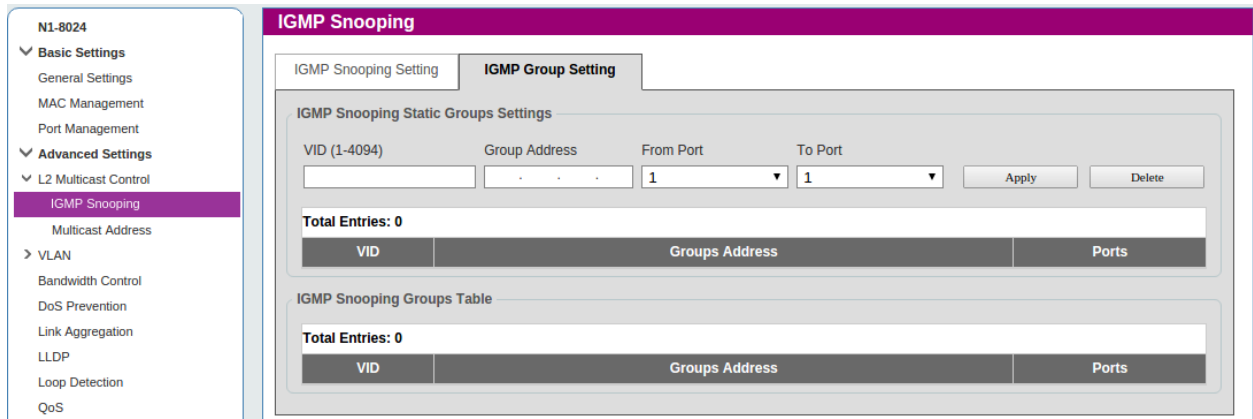 N1-8024
Basic Settings
General Settings
MAC Management
Port Management
Advanced Settings
L2 Multicast Control
IGMP Snooping
Multicast Address
VLAN
Bandwidth Control
DoS Prevention
Link Aggregation
LLDP
Loop Detection
QoS
IGMP Snooping
IGMP Snooping Setting IGMP Group Setting
IGMP Snooping Static Groups Settings
VID (1-4094) Group Address From Port To Port
. . . 1 1 Apply Delete
Total Entries: 0
VID Groups Address Ports
IGMP Snooping Groups Table
Total Entries: 0
VID Groups Address Ports